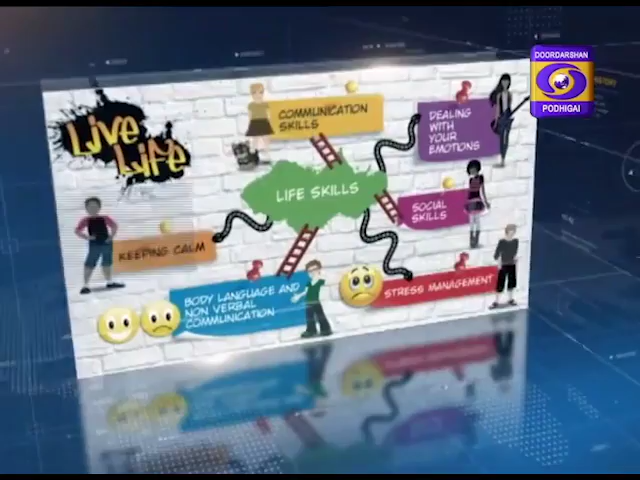 DOORDARSHAN
PODHIGAI
HISTORY
Live
Life
COMMUNICATION
SKILLS
DEALING
WITH
YOUR
EMOTIONS
LIFE SKILLS
SOCIAL
SKILLS
KEEPING CALM
BODY LANGUAGE AND
NON VERBAL
COMMUNICATION
STRESS MANAGEMENT